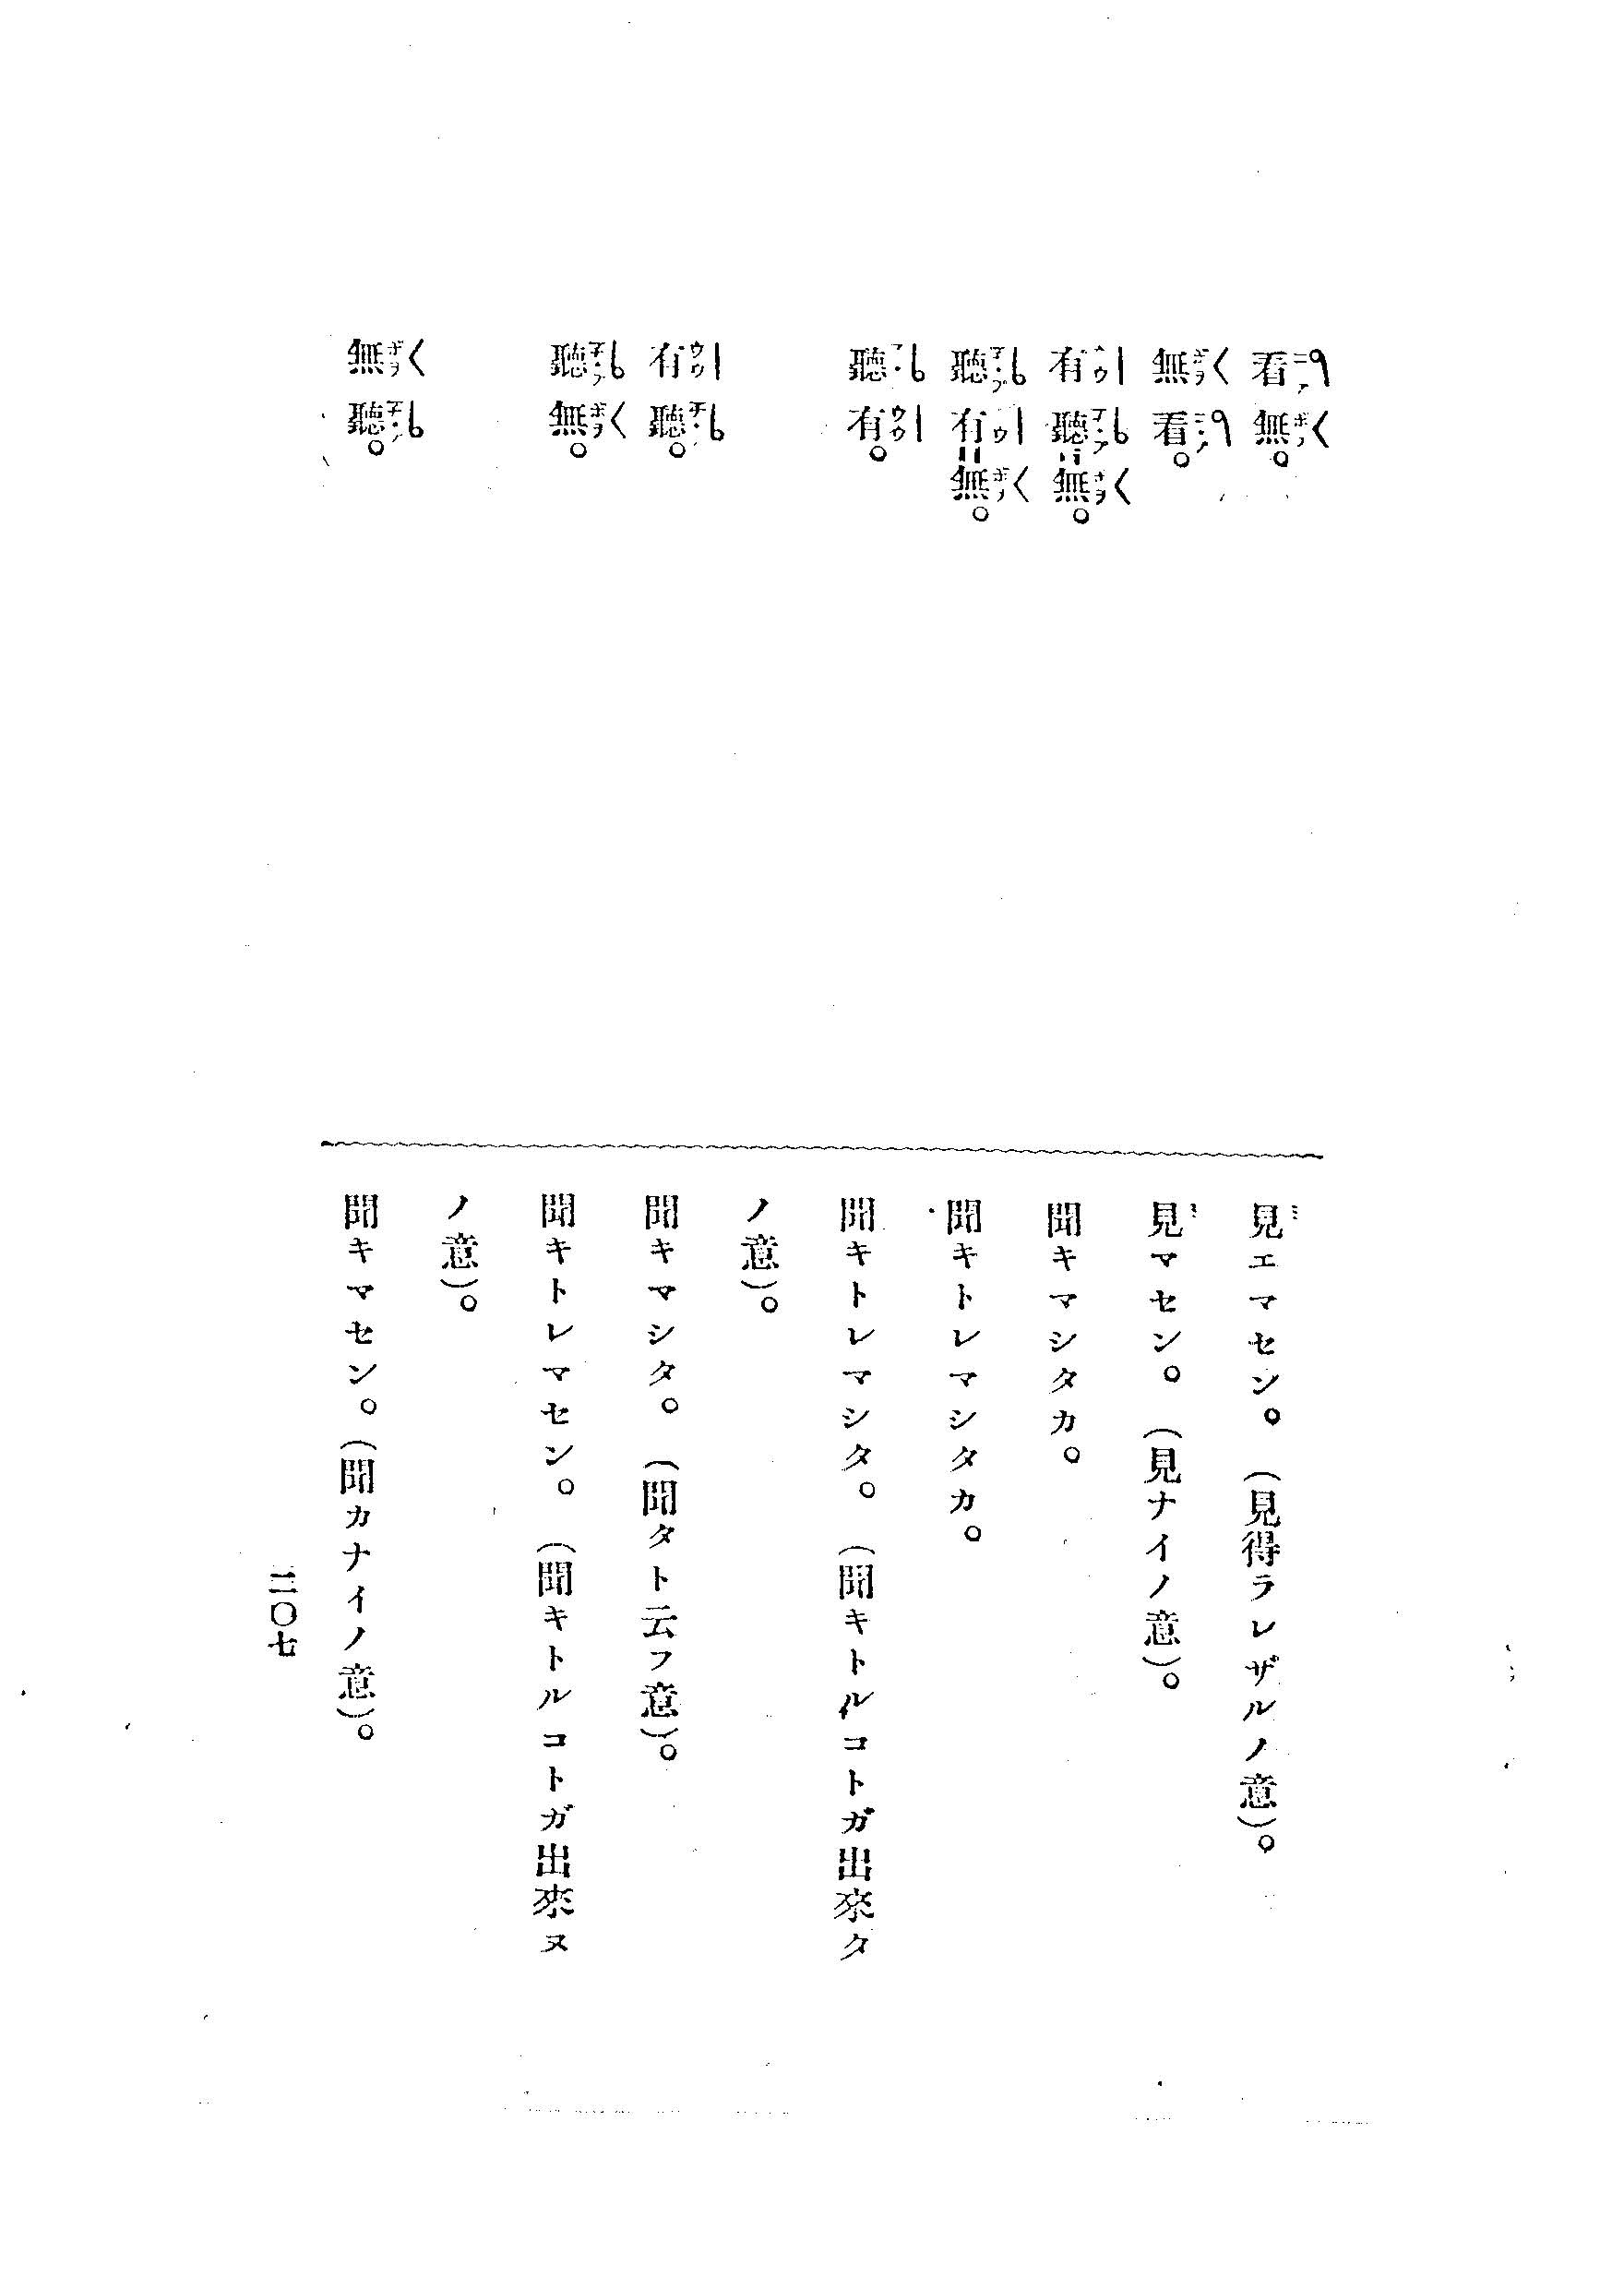 看無。
無看。
有聽無。
聽有無。
聽有。
有聽。
聽無。
無聽。
見エマセン。(見得ラレザルノ意)。
見マセン。(見ナイノ意)。
聞キマシタカ。
聞キトレマシタカ。
聞キトレマシタ。(聞キトルコトガ出來タ
ノ意)。
聞キマシタ。(聞タト云フ意)。
聞キトレマセン。(聞キトルコトガ出來ヌ
ノ意)。
聞キマセン。(聞カナイノ意)。
二〇七